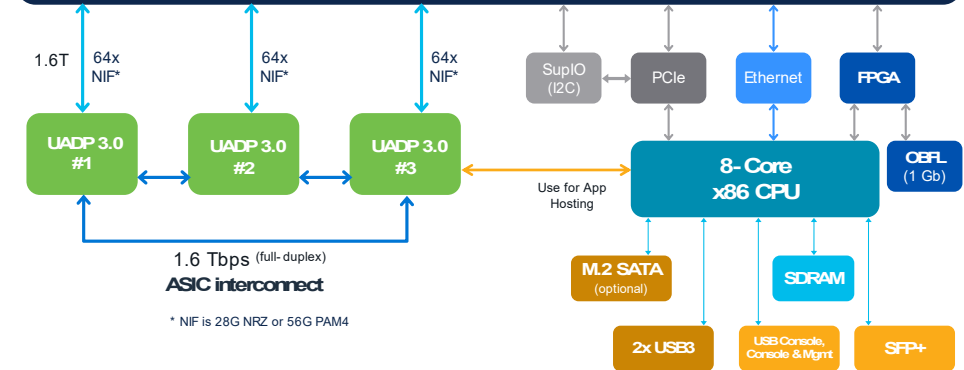 1.6T
64x
NIF*
64x
NIF*
64x
NIF*
SupIO
(I2C)
PCIe
Ethernet
FPGA
UADP 3.0
#1
UADP 3.0
#2
UADP 3.0
#3
8- Core
x86 CPU
OBFL
(1 Gb)
Use for App
Hosting
1.6 Tbps (full- duplex)
ASIC interconnect
M.2 SATA
(optional)
SDRAM
* NIF is 28G NRZ or 56G PAM4
2x USB3
USB Console,
Console & Mgmt
SFP+